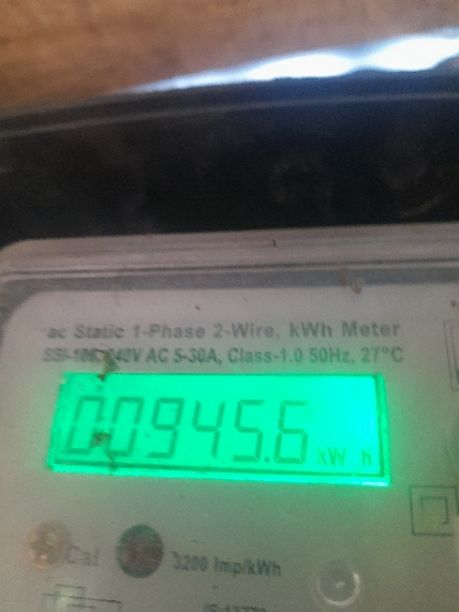 ac Static 1-Phase 2-Wire, kWh Meter
240V AC 5-30A, Class-1.0 50Hz, 27°C
00945.6 kWh
Cal 3200 Imp/kWh